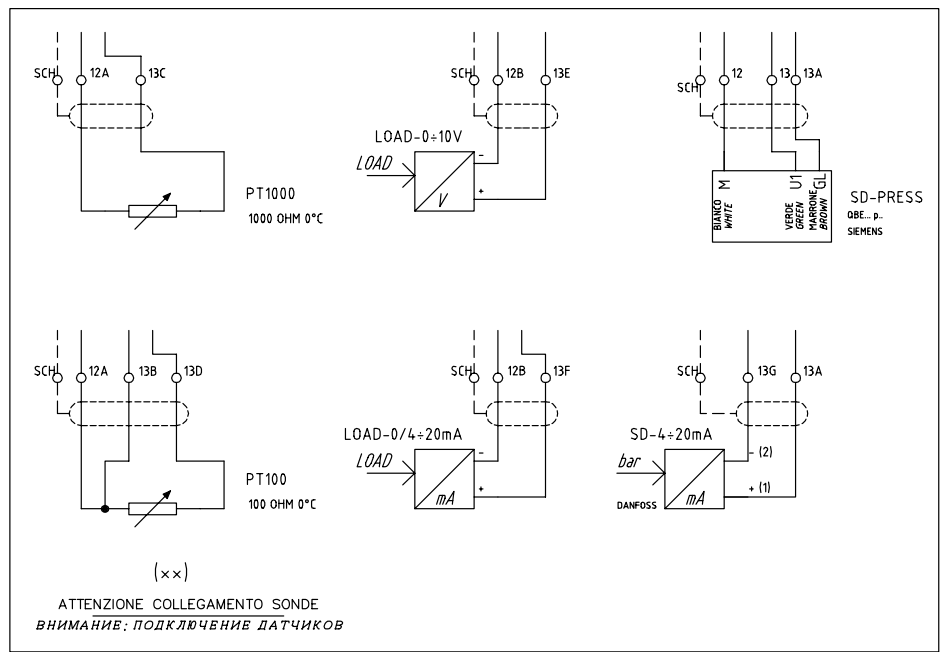 SCH 12A 13C
PT1000
1000 OHM 0°C
SCH 12B 13E
LOAD-0÷10V
LOAD
-
+
V
SCH 12 13 13A
M U1 GL
BIANCO
WHITE
VERDE
GREEN
MARRONE
BROWN
SD-PRESS
QBE... p..
SIEMENS
SCH 12A 13B 13D
PT100
100 OHM 0°C
SCH 12B 13F
LOAD-0/4÷20mA
LOAD
-
+
mA
SCH 13G 13A
SD-4÷20mA
bar
- (2)
+ (1)
mA
DANFOSS
(××)
ATTENZIONE COLLEGAMENTO SONDE
ВНИМАНИЕ: ПОДКЛЮЧЕНИЕ ДАТЧИКОВ